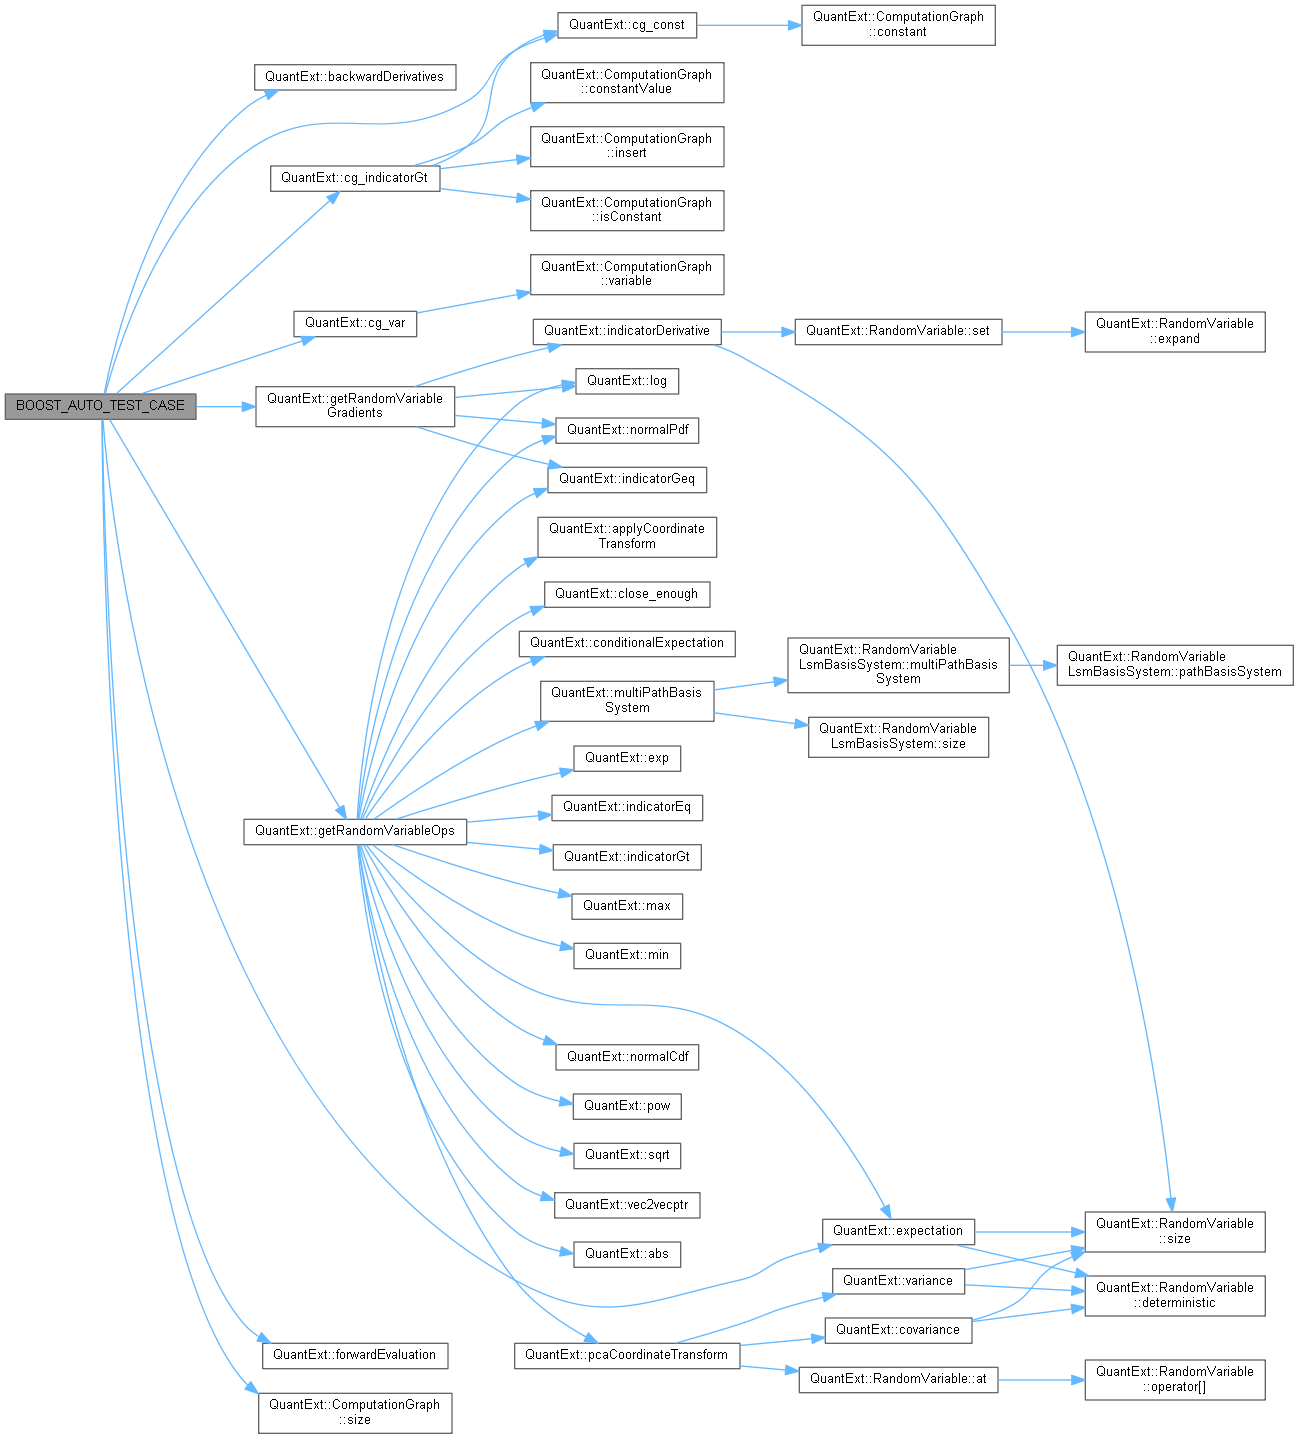 QuantExt::cg_const
QuantExt::ComputationGraph
::constant
QuantExt::backwardDerivatives
QuantExt::ComputationGraph
::constantValue
QuantExt::ComputationGraph
::insert
QuantExt::cg_indicatorGt
QuantExt::ComputationGraph
::isConstant
QuantExt::ComputationGraph
::variable
QuantExt::cg_var
QuantExt::indicatorDerivative
QuantExt::RandomVariable::set
QuantExt::RandomVariable
::expand
QuantExt::log
BOOST_AUTO_TEST_CASE
QuantExt::getRandomVariable
Gradients
QuantExt::normalPdf
QuantExt::indicatorGeq
QuantExt::applyCoordinate
Transform
QuantExt::close_enough
QuantExt::conditionalExpectation
QuantExt::RandomVariable
LsmBasisSystem::multiPathBasis
System
QuantExt::RandomVariable
LsmBasisSystem::pathBasisSystem
QuantExt::multiPathBasis
System
QuantExt::RandomVariable
LsmBasisSystem::size
QuantExt::exp
QuantExt::indicatorEq
QuantExt::getRandomVariableOps
QuantExt::indicatorGt
QuantExt::max
QuantExt::min
QuantExt::normalCdf
QuantExt::pow
QuantExt::sqrt
QuantExt::vec2vecptr
QuantExt::expectation
QuantExt::RandomVariable
::size
QuantExt::abs
QuantExt::variance
QuantExt::RandomVariable
::deterministic
QuantExt::covariance
QuantExt::forwardEvaluation
QuantExt::pcaCoordinateTransform
QuantExt::RandomVariable::at
QuantExt::RandomVariable
::operator[]
QuantExt::ComputationGraph
::size